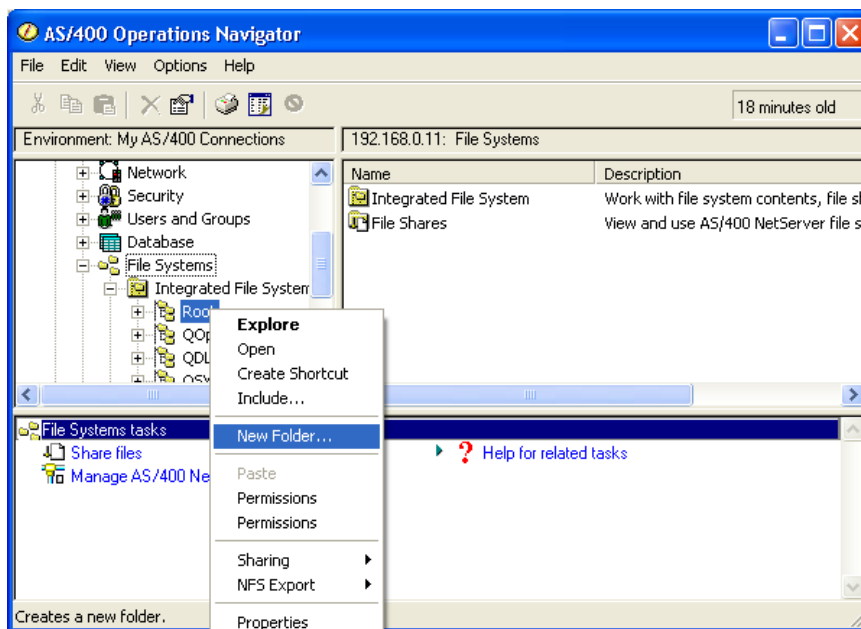 AS/400 Operations Navigator
File Edit View Options Help
18 minutes old
Environment: My AS/400 Connections
192.168.0.11: File Systems
Network
Security
Users and Groups
Database
File Systems
Integrated File System
Root
Name Description
Integrated File System Work with file system contents, file
File Shares View and use AS/400 NetServer file
Explore
Open
Create Shortcut
Include...
New Folder...
Paste
Permissions
Permissions
Sharing
NFS Export
Properties
File Systems tasks
Share files
Manage AS/400
Help for related tasks
Creates a new folder.